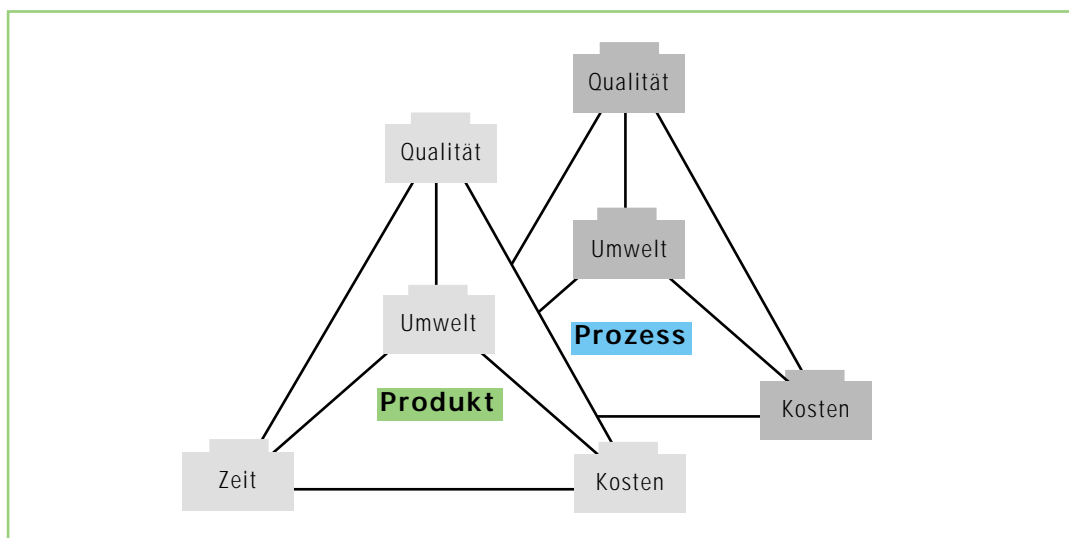 Qualität
Qualität
Umwelt
Umwelt
Prozess
Produkt
Kosten
Zeit
Kosten